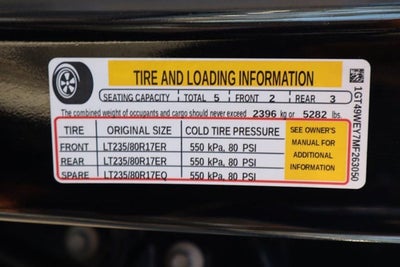 TIRE AND LOADING INFORMATION
SEATING CAPACITY TOTAL 5 FRONT 2 REAR 3
The combined weight of occupants and cargo should never exceed 2396 kg or 5282 lbs.
TIRE ORIGINAL SIZE COLD TIRE PRESSURE
FRONT LT235/80R17ER 550 kPa, 80 PSI
REAR LT235/80R17ER 550 kPa, 80 PSI
SPARE LT235/80R17EQ 550 kPa, 80 PSI
SEE OWNER'S
MANUAL FOR
ADDITIONAL
INFORMATION
1GT49WEY7MF263050